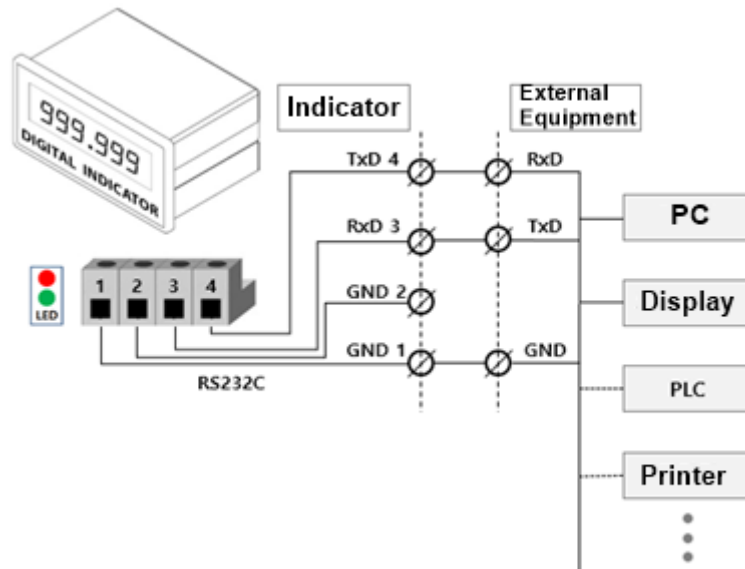 999.999
DIGITAL INDICATOR
Indicator
External
Equipment
TxD 4
RxD
RxD 3
TxD
GND 2
GND 1
GND
1 2 3 4
LED
RS232C
PC
Display
PLC
Printer